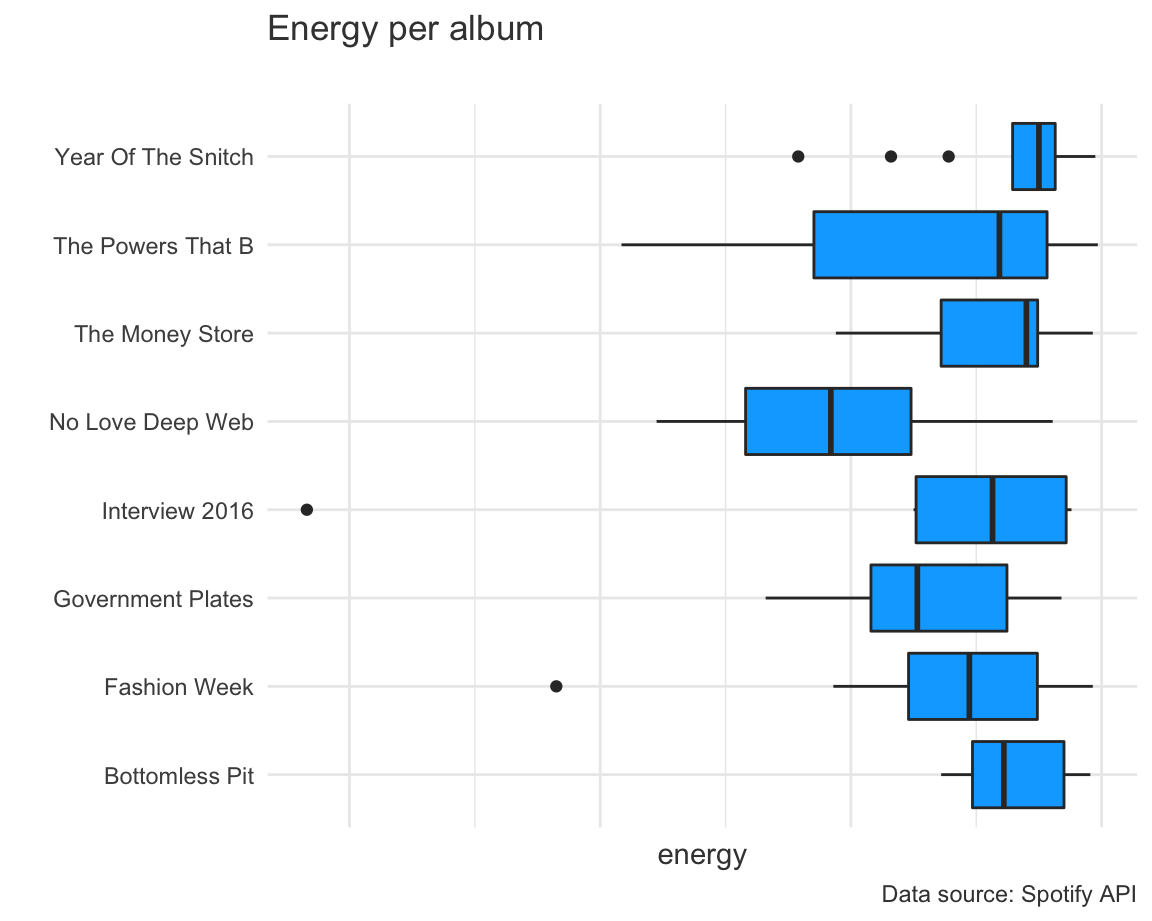 Energy per album
Year Of The Snitch
The Powers That B
The Money Store
No Love Deep Web
Interview 2016
Government Plates
Fashion Week
Bottomless Pit
energy
Data source: Spotify API